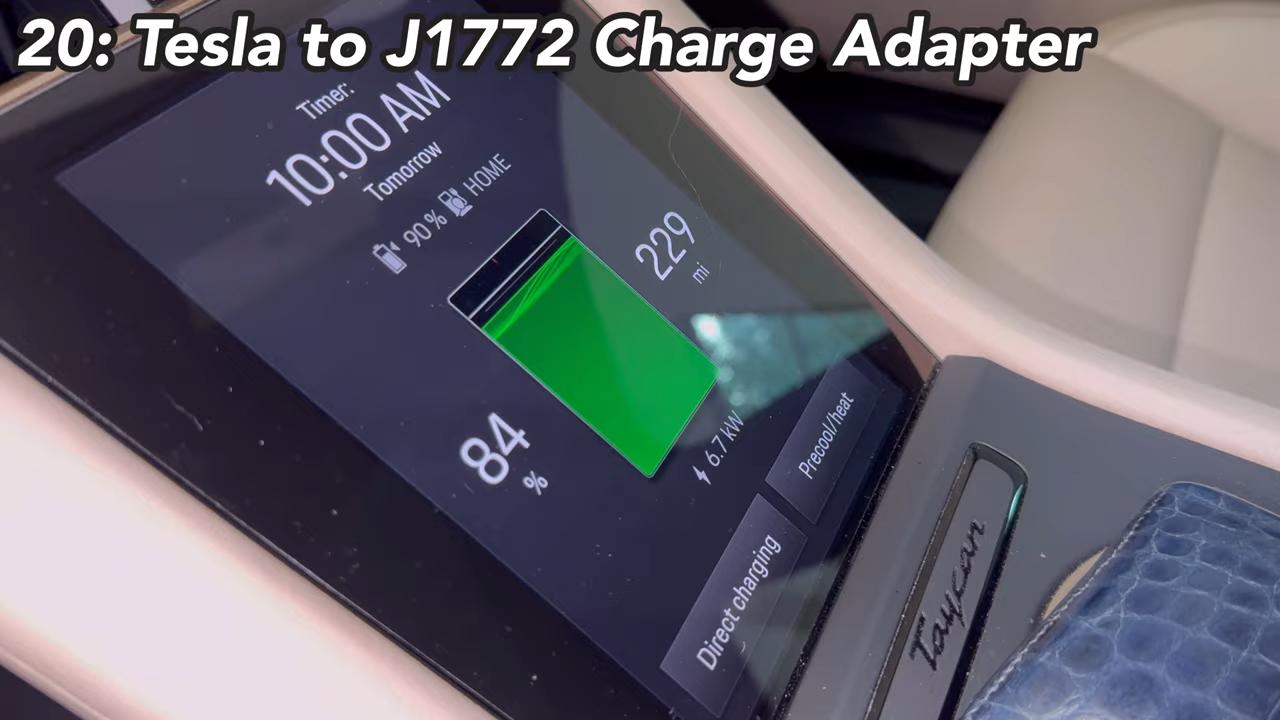 20: Tesla to J1772 Charge Adapter
Timer:
10:00 AM
Tomorrow
90 % HOME
229
mi
84
%
6.7 kW
Precool/heat
Direct charging
Taycan